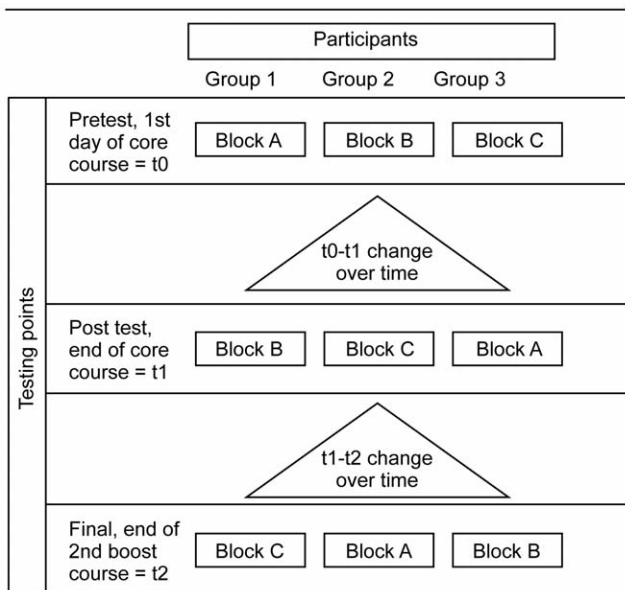 Participants
Group 1 Group 2 Group 3
Testing points
Pretest, 1st
day of core
course = t0
Block A Block B Block C
t0-t1 change
over time
Post test,
end of core
course = t1
Block B Block C Block A
t1-t2 change
over time
Final, end of
2nd boost
course = t2
Block C Block A Block B